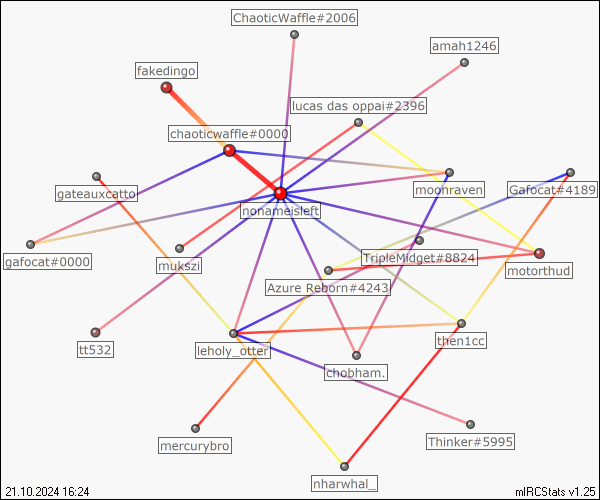 ChaoticWaffle#2006
amah1246
fakedingo
lucas das oppai#2396
chaoticwaffle#0000
gateauxcatto
moonraven
Gafocat#4189
nonameisleft
gafocat#0000
mukszi
TripleMidget#8824
motorthud
Azure Reborn#4243
tt532
leholy_otter
then1cc
chobham.
mercurybro
Thinker#5995
nharwhal_
21.10.2024 16:24
mIRCStats v1.25